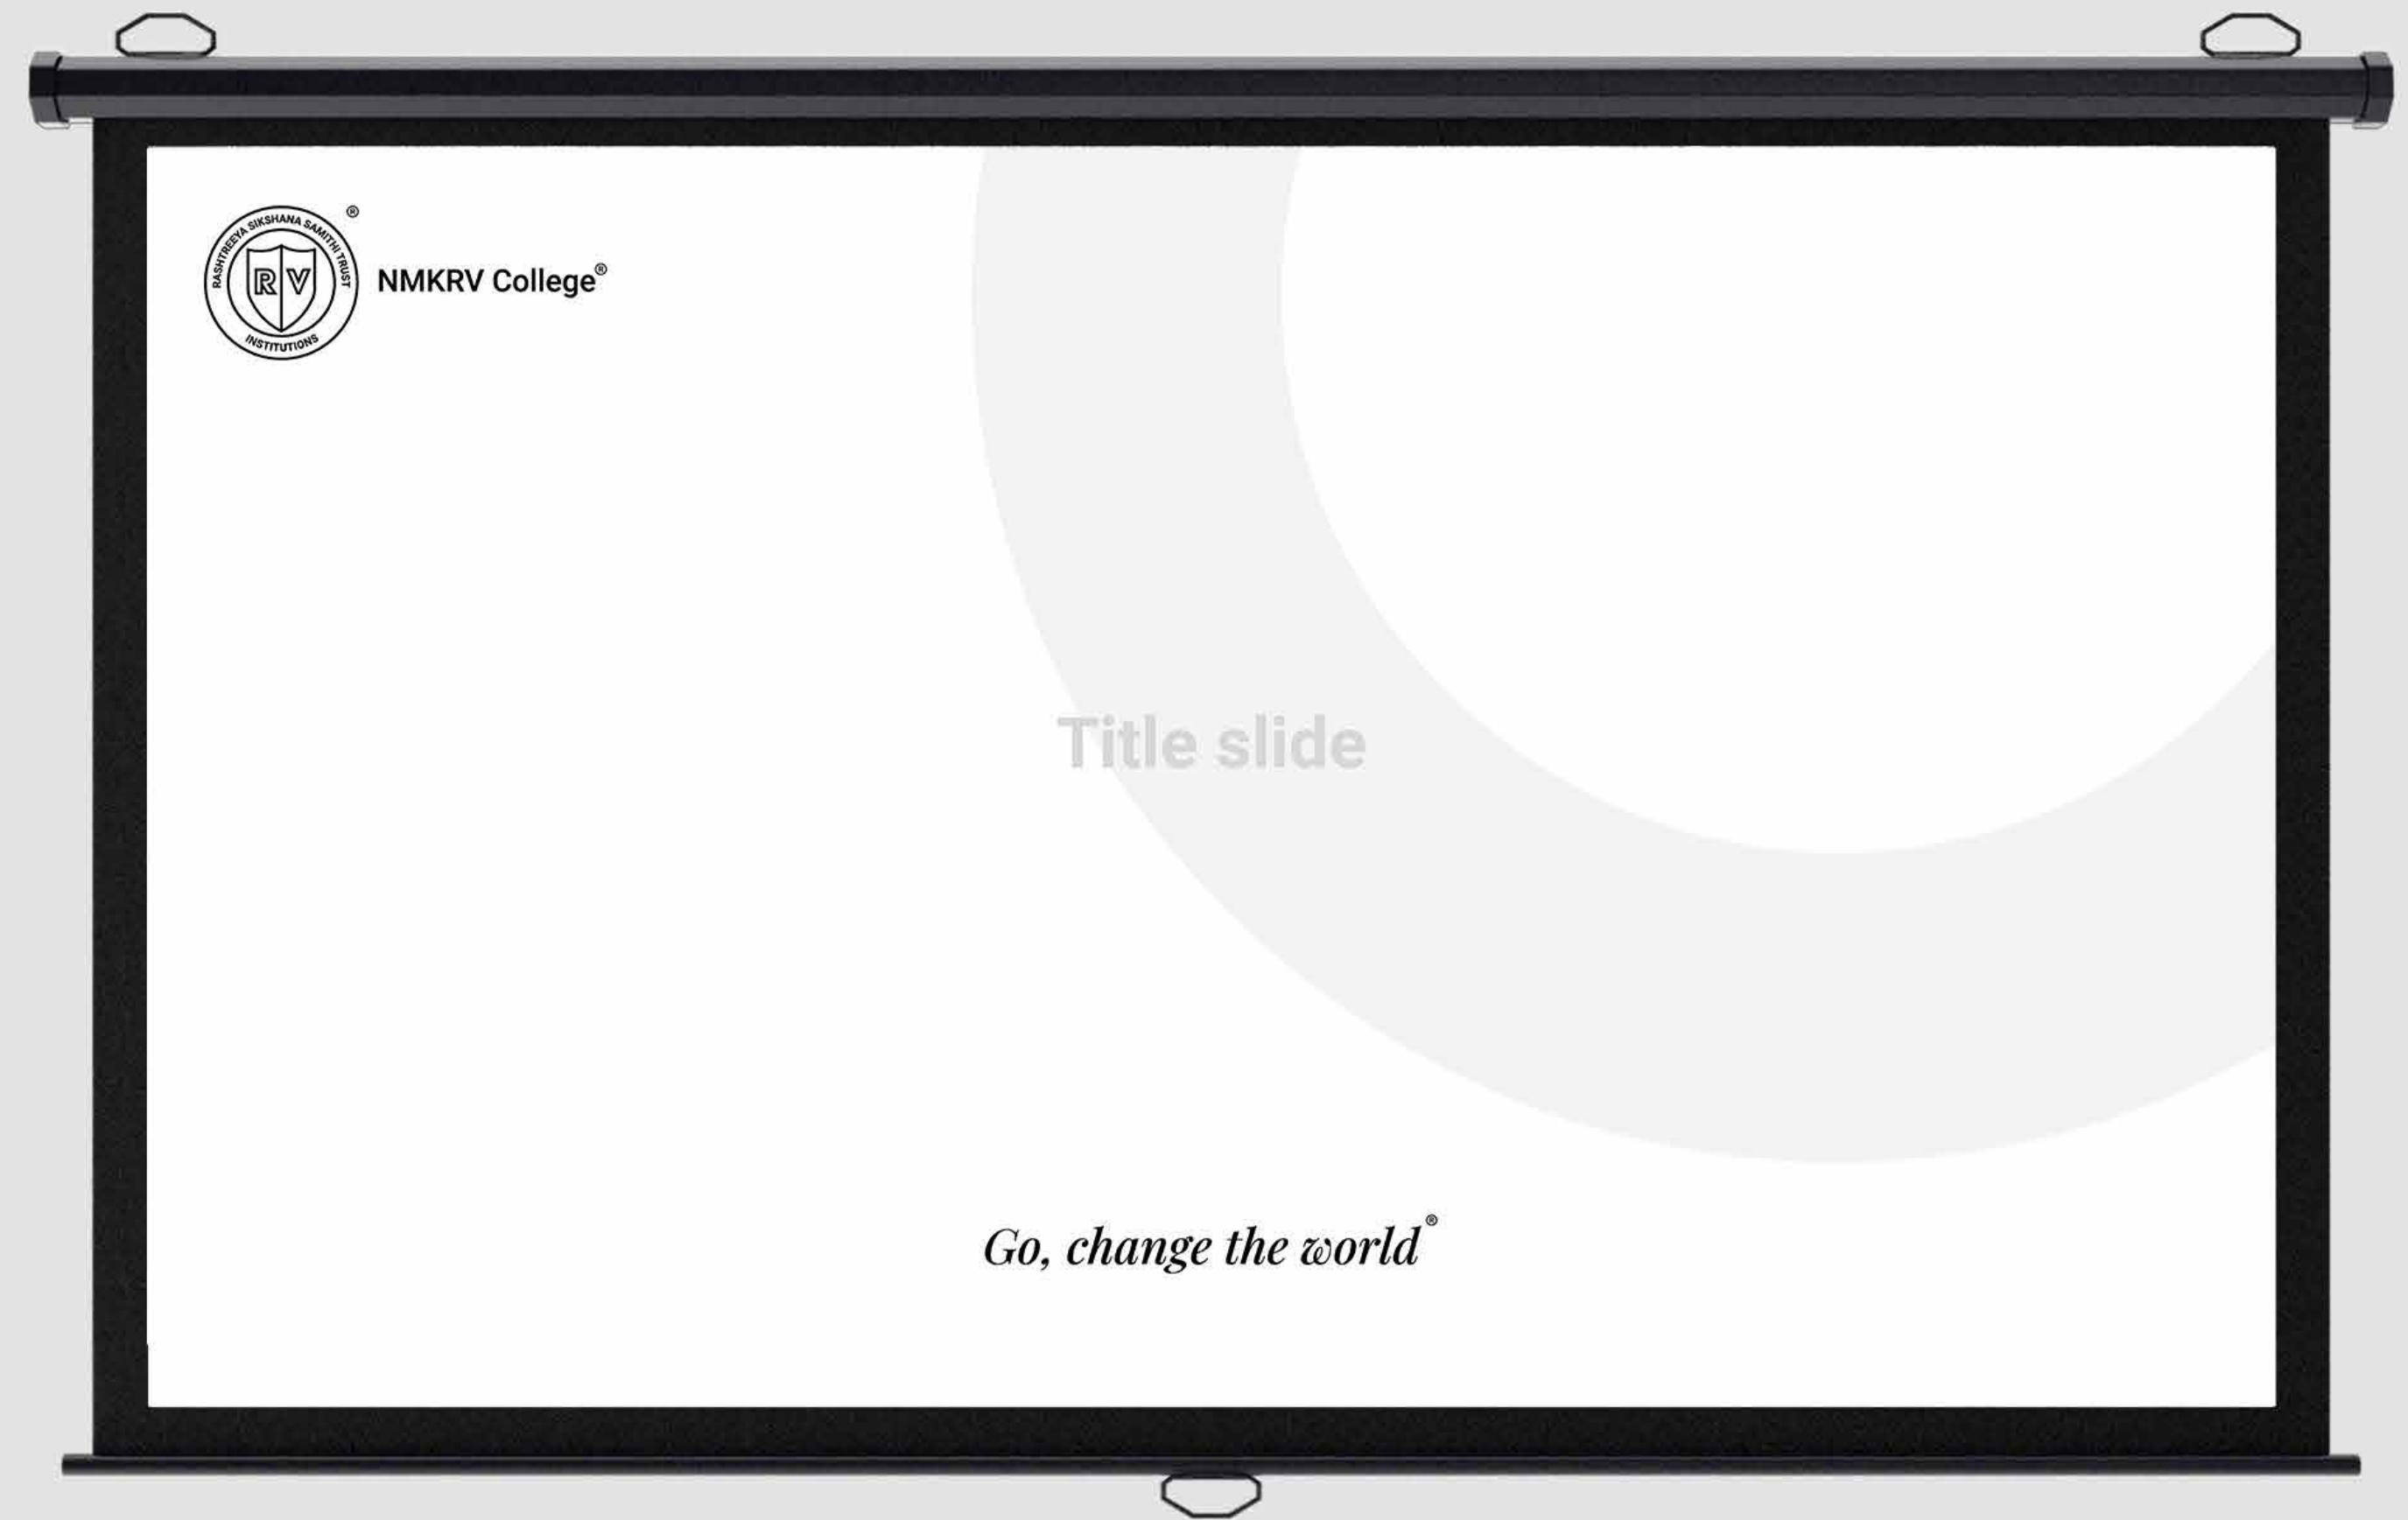 RASHTREEYA SIKSHANA SAMITHI TRUST
®
RV
INSTITUTIONS
NMKRV College®
Title slide
Go, change the world®